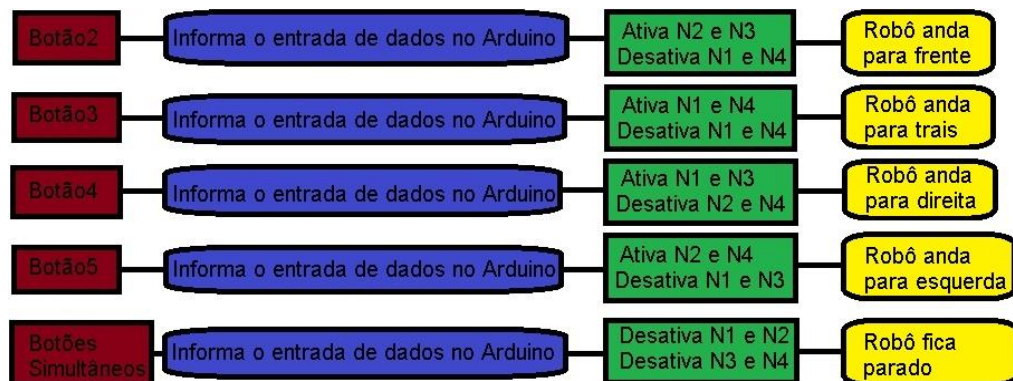 Botão2
Informa o entrada de dados no Arduino
Ativa N2 e N3
Desativa N1 e N4
Robô anda
para frente
Botão3
Informa o entrada de dados no Arduino
Ativa N1 e N4
Desativa N1 e N4
Robô anda
para trais
Botão4
Informa o entrada de dados no Arduino
Ativa N1 e N3
Desativa N2 e N4
Robô anda
para direita
Botão5
Informa o entrada de dados no Arduino
Ativa N2 e N4
Desativa N1 e N3
Robô anda
para esquerda
Botões
Simultâneos
Informa o entrada de dados no Arduino
Desativa N1 e N2
Desativa N3 e N4
Robô fica
parado